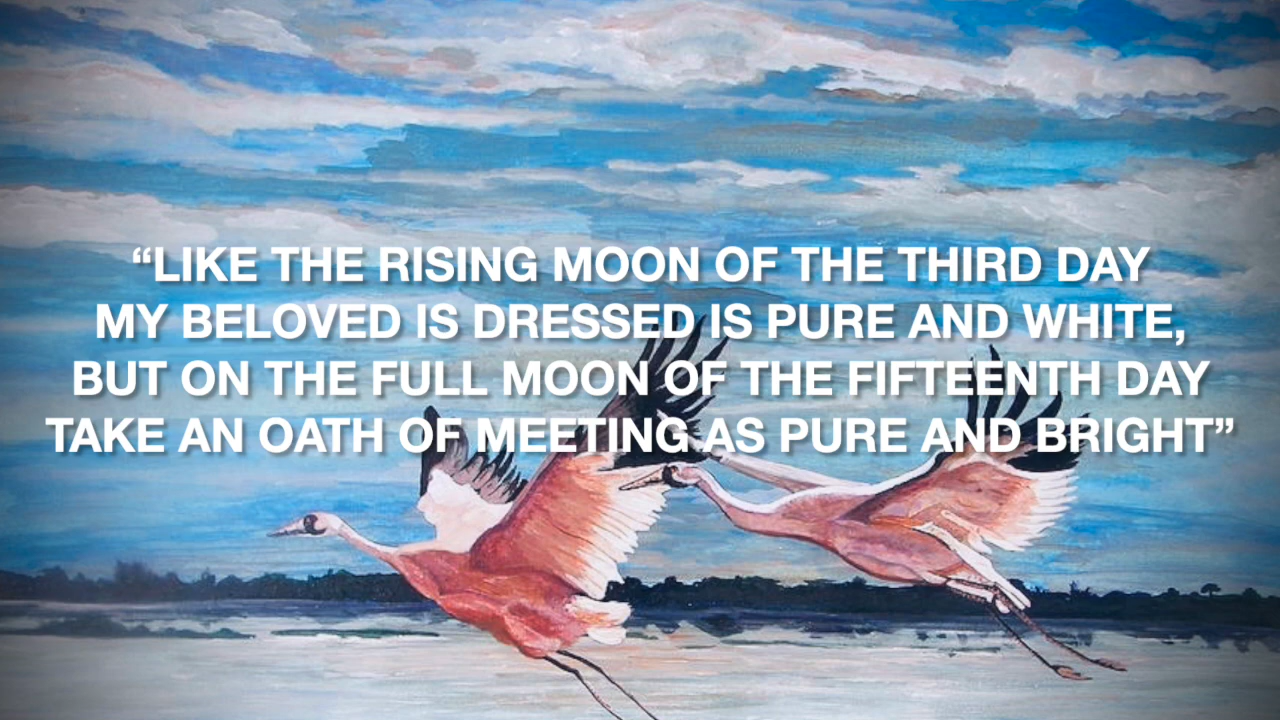 “LIKE THE RISING MOON OF THE THIRD DAY
MY BELOVED IS DRESSED IS PURE AND WHITE,
BUT ON THE FULL MOON OF THE FIFTEENTH DAY
TAKE AN OATH OF MEETING AS PURE AND BRIGHT”